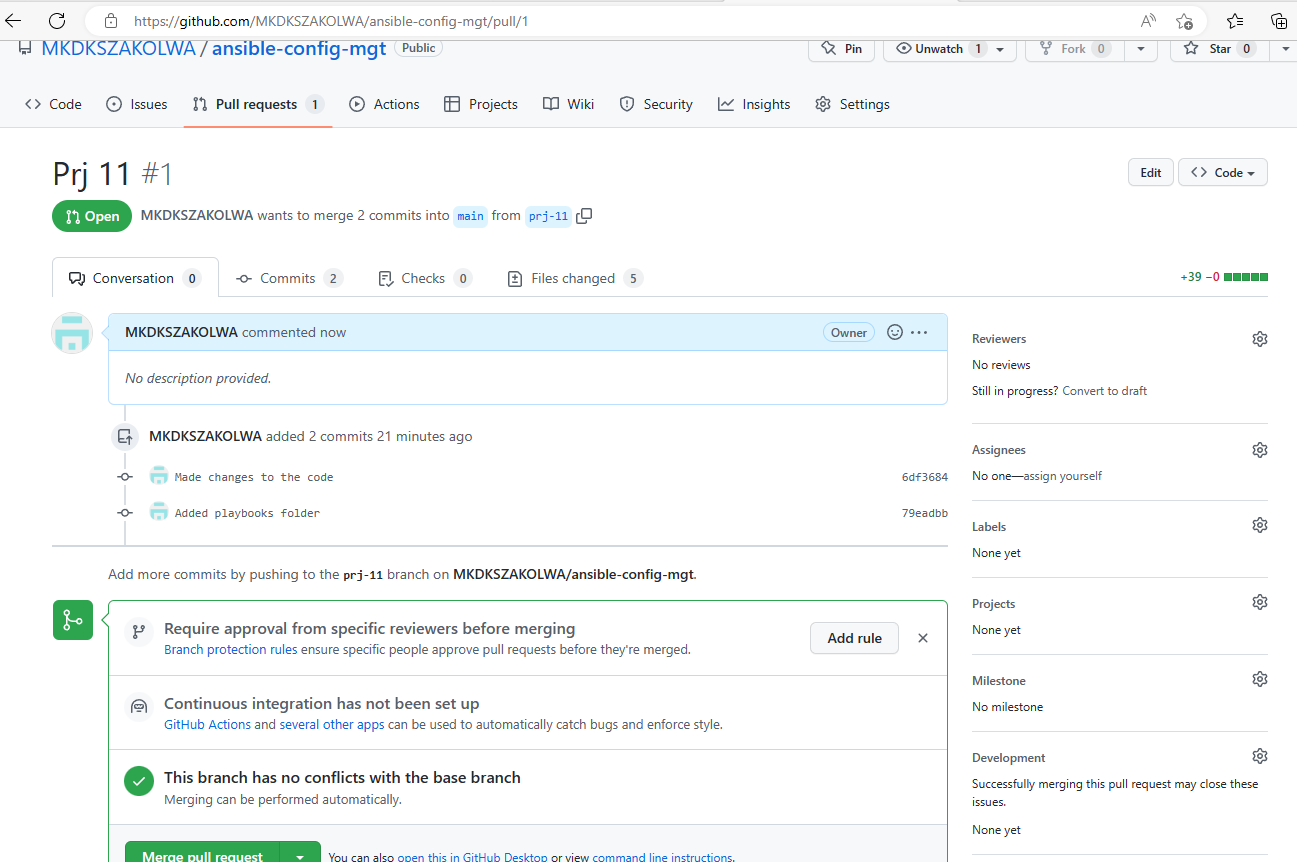 https://github.com/MKDKSZAKOLWA/ansible-config-mgt/pull/1
MKDKSZAKOLWA / ansible-config-mgt Public
Pin Unwatch 1 Fork 0 Star 0
Code Issues Pull requests 1 Actions Projects Wiki Security Insights Settings
Prj 11 #1
Edit Code
Open MKDKSZAKOLWA wants to merge 2 commits into main from prj-11
Conversation 0 Commits 2 Checks 0 Files changed 5 +39 −0
MKDKSZAKOLWA commented now Owner
No description provided.
MKDKSZAKOLWA added 2 commits 21 minutes ago
Made changes to the code 6df3684
Added playbooks folder 79eadbb
Add more commits by pushing to the prj-11 branch on MKDKSZAKOLWA/ansible-config-mgt.
Require approval from specific reviewers before merging
Branch protection rules ensure specific people approve pull requests before they're merged.
Add rule
Continuous integration has not been set up
GitHub Actions and several other apps can be used to automatically catch bugs and enforce style.
This branch has no conflicts with the base branch
Merging can be performed automatically.
Merge pull request You can also open this in GitHub Desktop or view command line instructions.
Reviewers
No reviews
Still in progress? Convert to draft
Assignees
No one—assign yourself
Labels
None yet
Projects
None yet
Milestone
No milestone
Development
Successfully merging this pull request may close these
issues.
None yet